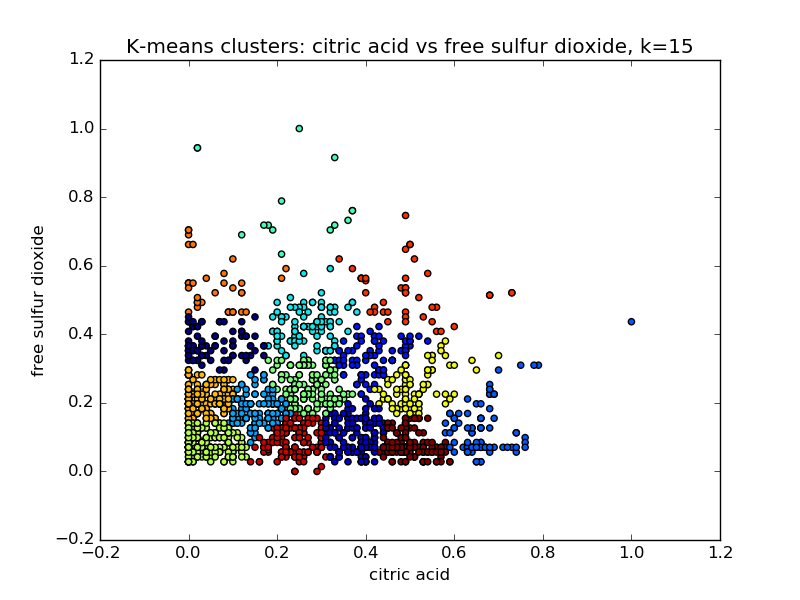 K-means clusters: citric acid vs free sulfur dioxide, k=15
1.2
1.0
0.8
0.6
0.4
0.2
0.0
−0.2
free sulfur dioxide
−0.2 0.0 0.2 0.4 0.6 0.8 1.0 1.2
citric acid